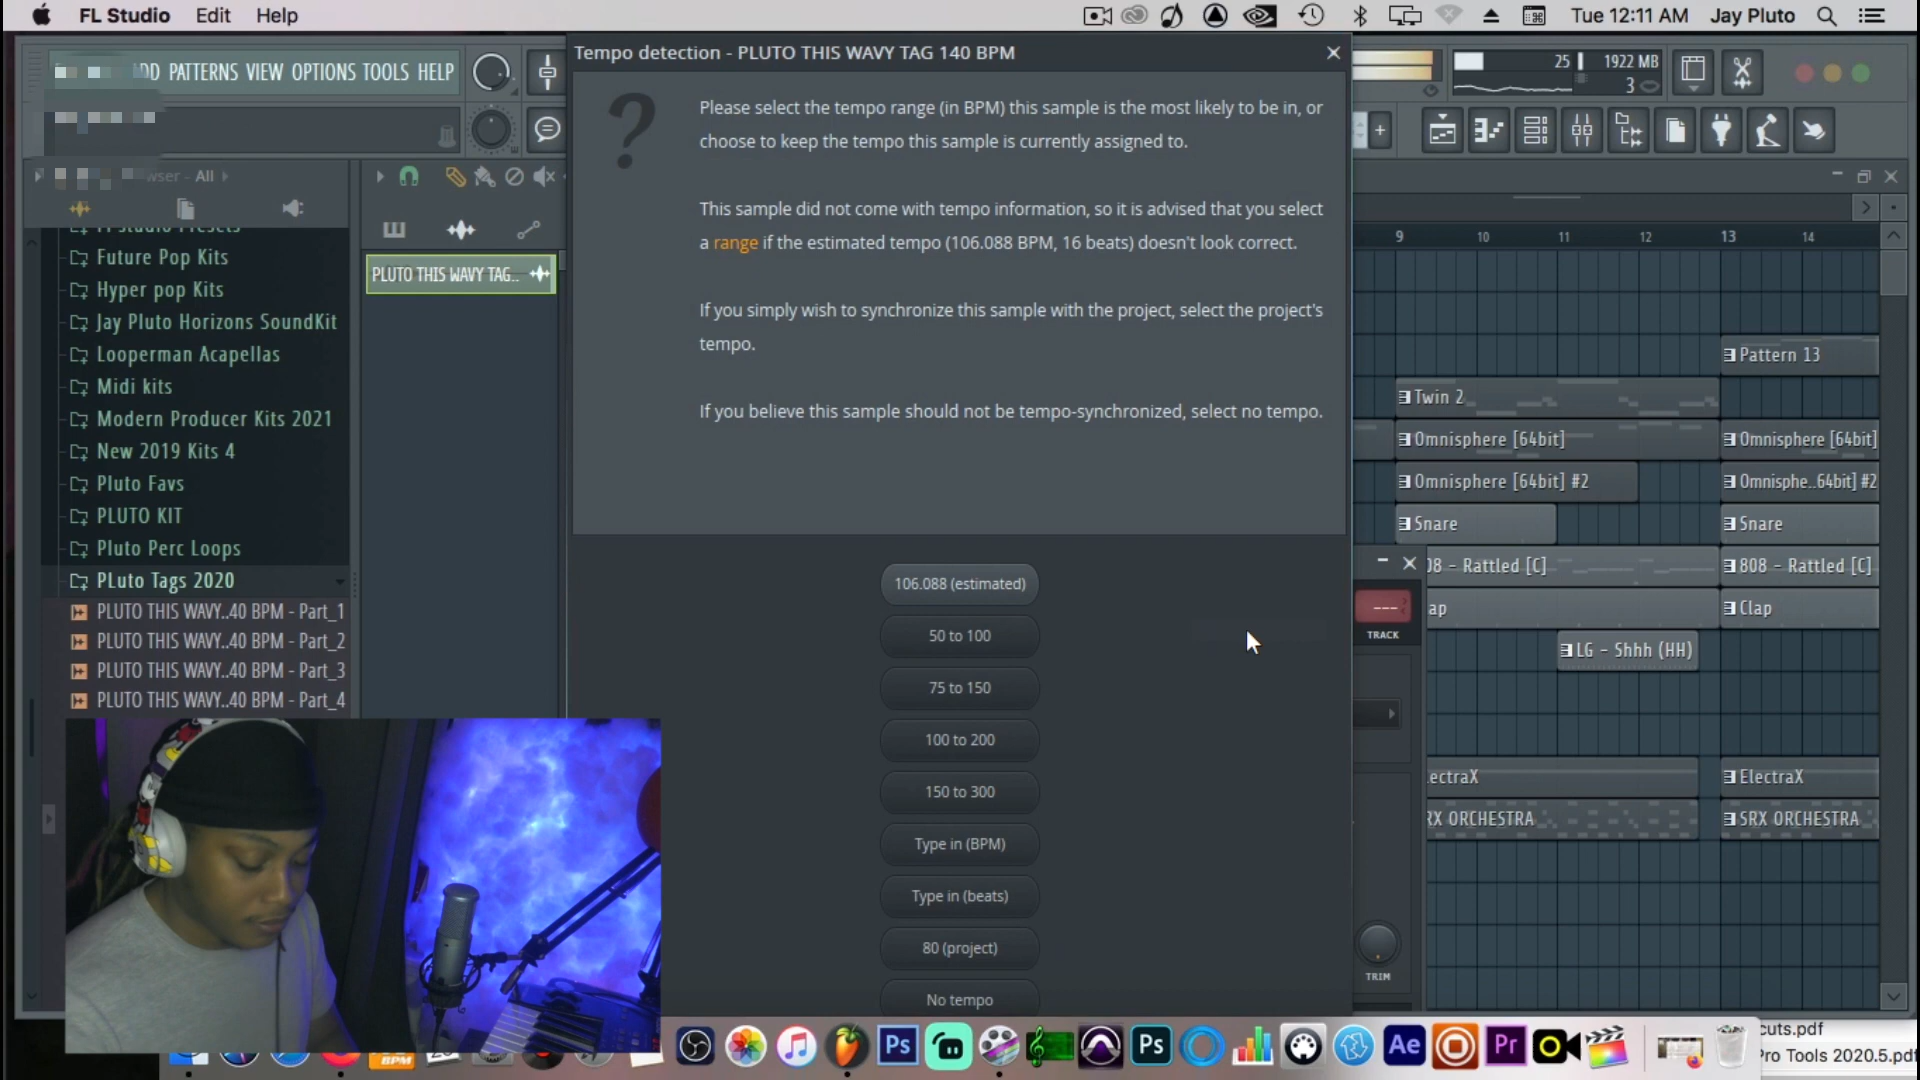 FL Studio Edit Help
Tue 12:11 AM Jay Pluto
PATTERNS VIEW OPTIONS TOOLS HELP
Tempo detection - PLUTO THIS WAVY TAG 140 BPM
25 1922 MB
3
Please select the tempo range (in BPM) this sample is the most likely to be in, or
choose to keep the tempo this sample is currently assigned to.
This sample did not come with tempo information, so it is advised that you select
a range if the estimated tempo (106.088 BPM, 16 beats) doesn't look correct.
If you simply wish to synchronize this sample with the project, select the project's
tempo.
If you believe this sample should not be tempo-synchronized, select no tempo.
106.088 (estimated)
50 to 100
75 to 150
100 to 200
150 to 300
Type in (BPM)
Type in (beats)
80 (project)
No tempo
All
Future Pop Kits
Hyper pop Kits
Jay Pluto Horizons SoundKit
Looperman Acapellas
Midi kits
Modern Producer Kits 2021
New 2019 Kits 4
Pluto Favs
PLUTO KIT
Pluto Perc Loops
PLuto Tags 2020
PLUTO THIS WAVY..40 BPM - Part_1
PLUTO THIS WAVY..40 BPM - Part_2
PLUTO THIS WAVY..40 BPM - Part_3
PLUTO THIS WAVY..40 BPM - Part_4
PLUTO THIS WAVY TAG..
9 10 11 12 13 14
Pattern 13
Twin 2
Omnisphere [64bit] Omnisphere [64bit]
Omnisphere [64bit] #2 Omnisphe..64bit] #2
Snare Snare
08 - Rattled [C] 808 - Rattled [C]
ap Clap
LG - Shhh (HH)
ectraX ElectraX
RX ORCHESTRA SRX ORCHESTRA
---
TRACK
TRIM
BPM
Ps
Ps
Ae
Pr
cuts.pdf
Pro Tools 2020.5.pdf